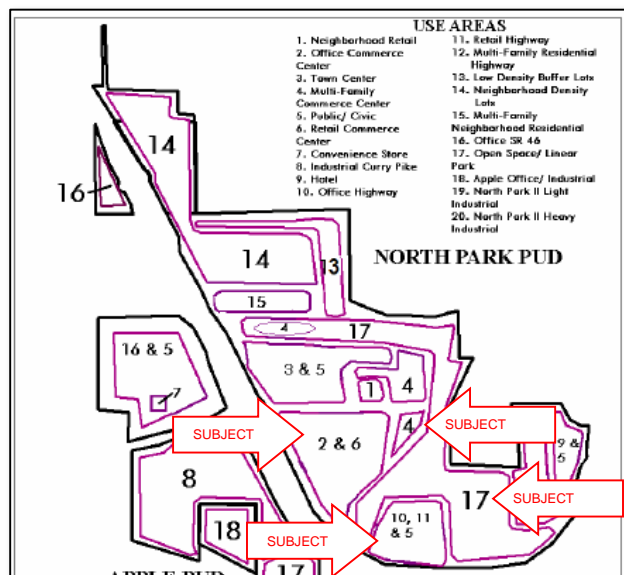 USE AREAS
1. Neighborhood Retail
2. Office Commerce
Center
3. Town Center
4. Multi-Family
Commerce Center
5. Public/ Civic
6. Retail Commerce
Center
7. Convenience Store
8. Industrial Curry Pike
9. Hotel
10. Office Highway
11. Retail Highway
12. Multi-Family Residential
Highway
13. Low Density Buffer Lots
14. Neighborhood Density
Lots
15. Multi-Family
Neighborhood Residential
16. Office SR 46
17. Open Space/ Linear
Park
18. Apple Office/ Industrial
19. North Park II Light
Industrial
20. North Park II Heavy
Industrial
NORTH PARK PUD
14
16
14
13
15
4
17
16 & 5
7
3 & 5
1
4
SUBJECT
2 & 6
4
SUBJECT
9 &
5
8
17
SUBJECT
18
SUBJECT
10, 11
& 5
17
APPLE PUD